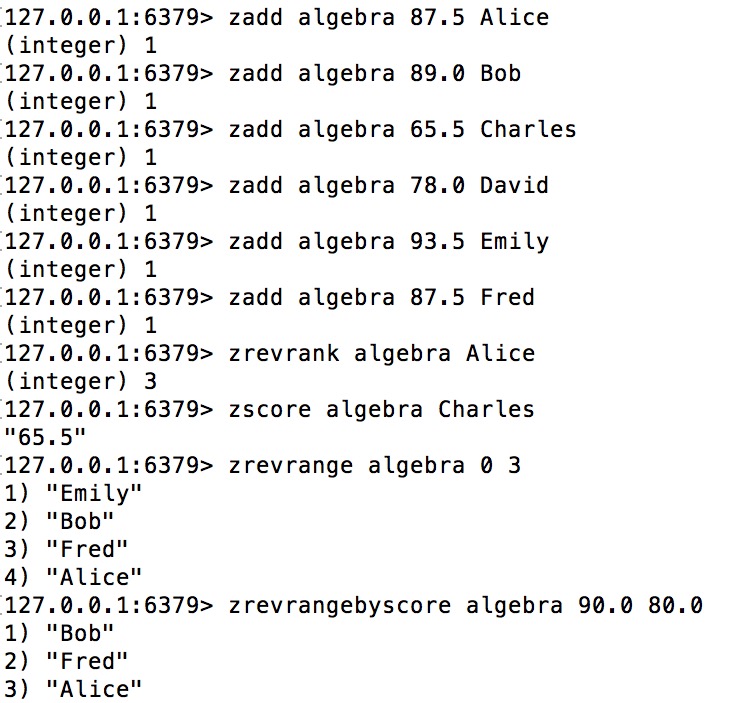 127.0.0.1:6379> zadd algebra 87.5 Alice
(integer) 1
127.0.0.1:6379> zadd algebra 89.0 Bob
(integer) 1
127.0.0.1:6379> zadd algebra 65.5 Charles
(integer) 1
127.0.0.1:6379> zadd algebra 78.0 David
(integer) 1
127.0.0.1:6379> zadd algebra 93.5 Emily
(integer) 1
127.0.0.1:6379> zadd algebra 87.5 Fred
(integer) 1
127.0.0.1:6379> zrevrank algebra Alice
(integer) 3
127.0.0.1:6379> zscore algebra Charles
"65.5"
127.0.0.1:6379> zrevrange algebra 0 3
1) "Emily"
2) "Bob"
3) "Fred"
4) "Alice"
127.0.0.1:6379> zrevrangebyscore algebra 90.0 80.0
1) "Bob"
2) "Fred"
3) "Alice"